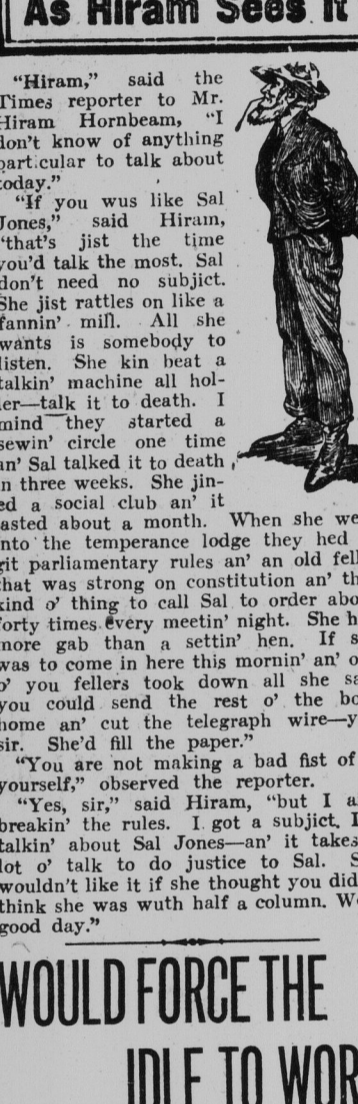 As Hiram Sees It
"Hiram," said the
Times reporter to Mr.
Hiram Hornbeam, "I
don't know of anything
particular to talk about
today."
"If you wus like Sal
Jones," said Hiram,
"that's jist the time
you'd talk the most. Sal
don't need no subjict.
She jist rattles on like a
fannin' mill. All she
wants is somebody to
listen. She kin beat a
talkin' machine all hol-
ler—talk it to death. I
mind they started a
sewin' circle one time
an' Sal talked it to death
in three weeks. She jin-
ed a social club an' it
lasted about a month. When she we
into the temperance lodge they hed
git parliamentary rules an' an old fell
that was strong on constitution an' th
kind o' thing to call Sal to order abo
forty times every meetin' night. She h
more gab than a settin' hen. If s
was to come in here this mornin' an' o
o' you fellers took down all she sa
you could send the rest o' the bo
home an' cut the telegraph wire—y
sir. She'd fill the paper."
"You are not making a bad fist of
yourself," observed the reporter.
"Yes, sir," said Hiram, "but I a
breakin' the rules. I got a subjict. I
talkin' about Sal Jones—an' it takes
lot o' talk to do justice to Sal. S
wouldn't like it if she thought you did
think she was wuth half a column. We
good day."
WOULD FORCE THE
IDLE TO WOR